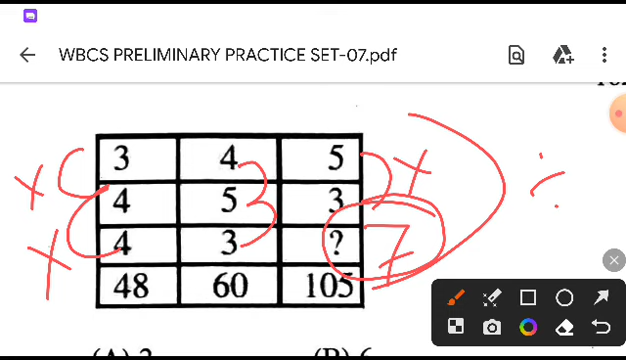 WBCS PRELIMINARY PRACTICE SET-07.pdf
3 4 5
4 5 3
4 3 ? 7
48 60 105